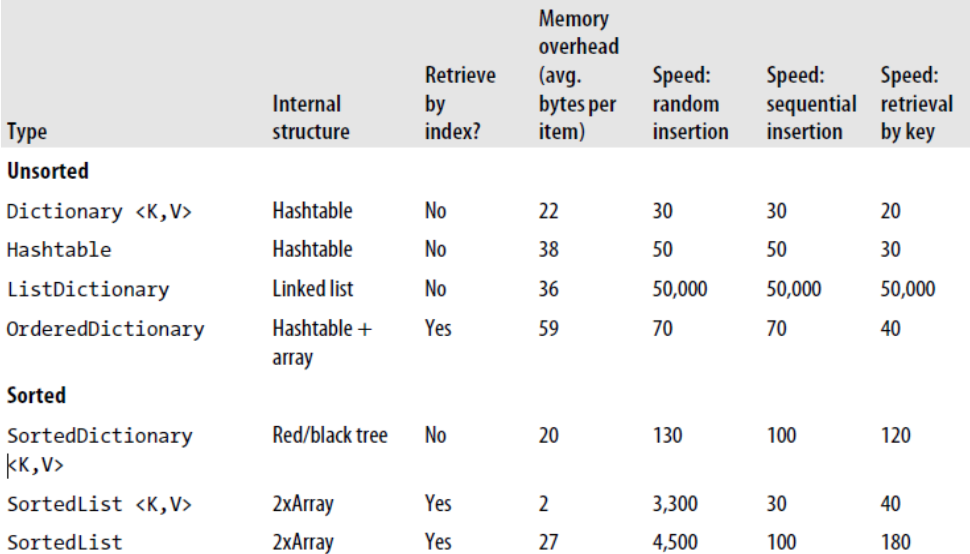 Type Internal structure Retrieve by index? Memory overhead (avg. bytes per item) Speed: random insertion Speed: sequential insertion Speed: retrieval by key
Unsorted
Dictionary <K,V> Hashtable No 22 30 30 20
Hashtable Hashtable No 38 50 50 30
ListDictionary Linked list No 36 50,000 50,000 50,000
OrderedDictionary Hashtable + array Yes 59 70 70 40
Sorted
SortedDictionary <K,V> Red/black tree No 20 130 100 120
SortedList <K,V> 2xArray Yes 2 3,300 30 40
SortedList 2xArray Yes 27 4,500 100 180